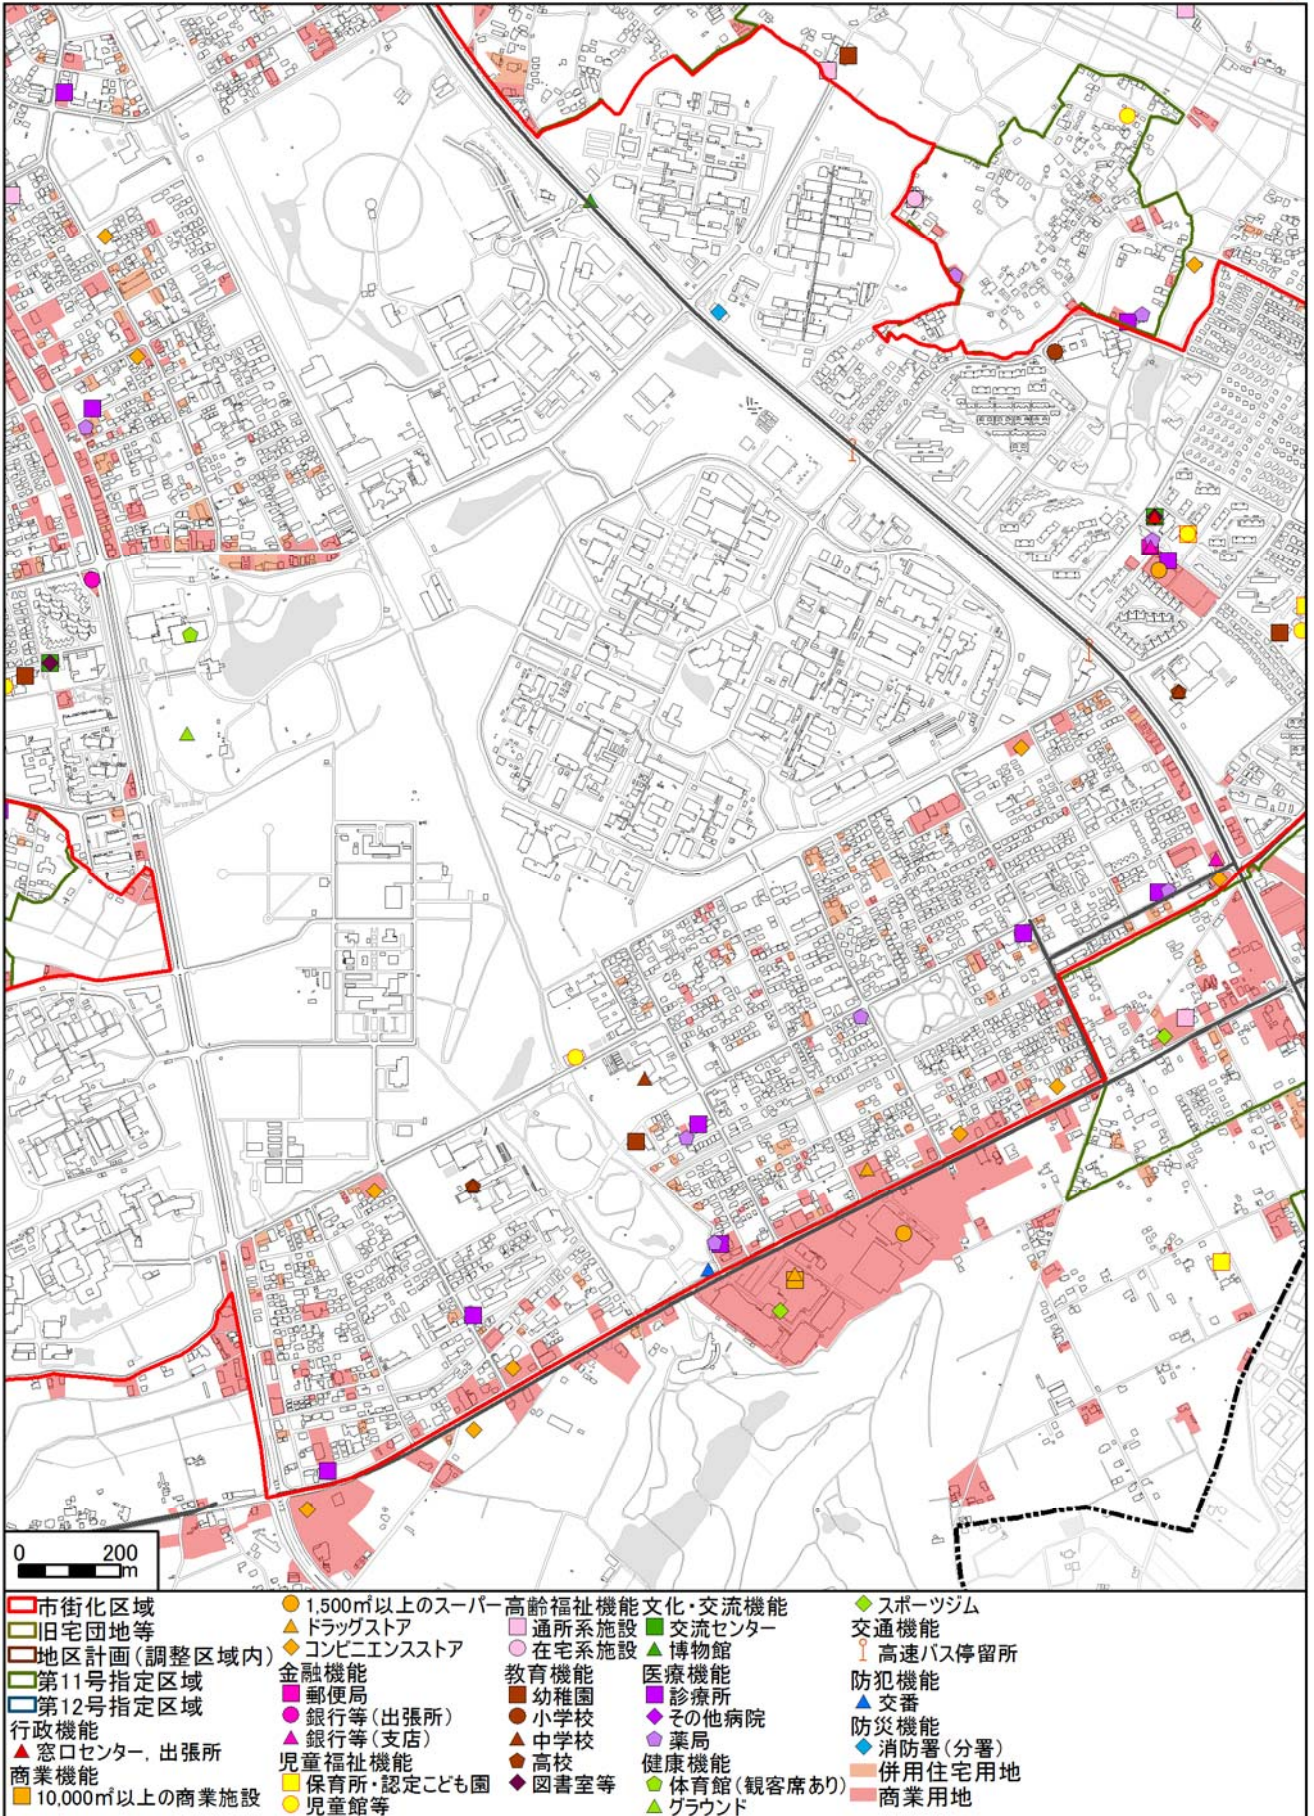 0 200
m
市街化区域
旧宅団地等
地区計画(調整区域内)
第11号指定区域
第12号指定区域
行政機能
窓口センター, 出張所
商業機能
10,000㎡以上の商業施設
1,500㎡以上のスーパー
ドラッグストア
コンビニエンスストア
金融機能
郵便局
銀行等(出張所)
銀行等(支店)
児童福祉機能
保育所・認定こども園
児童館等
高齢福祉機能
通所系施設
在宅系施設
教育機能
幼稚園
小学校
中学校
高校
図書室等
文化・交流機能
交流センター
博物館
医療機能
診療所
その他病院
薬局
健康機能
体育館(観客席あり)
グラウンド
スポーツジム
交通機能
高速バス停留所
防犯機能
交番
防災機能
消防署(分署)
併用住宅用地
商業用地